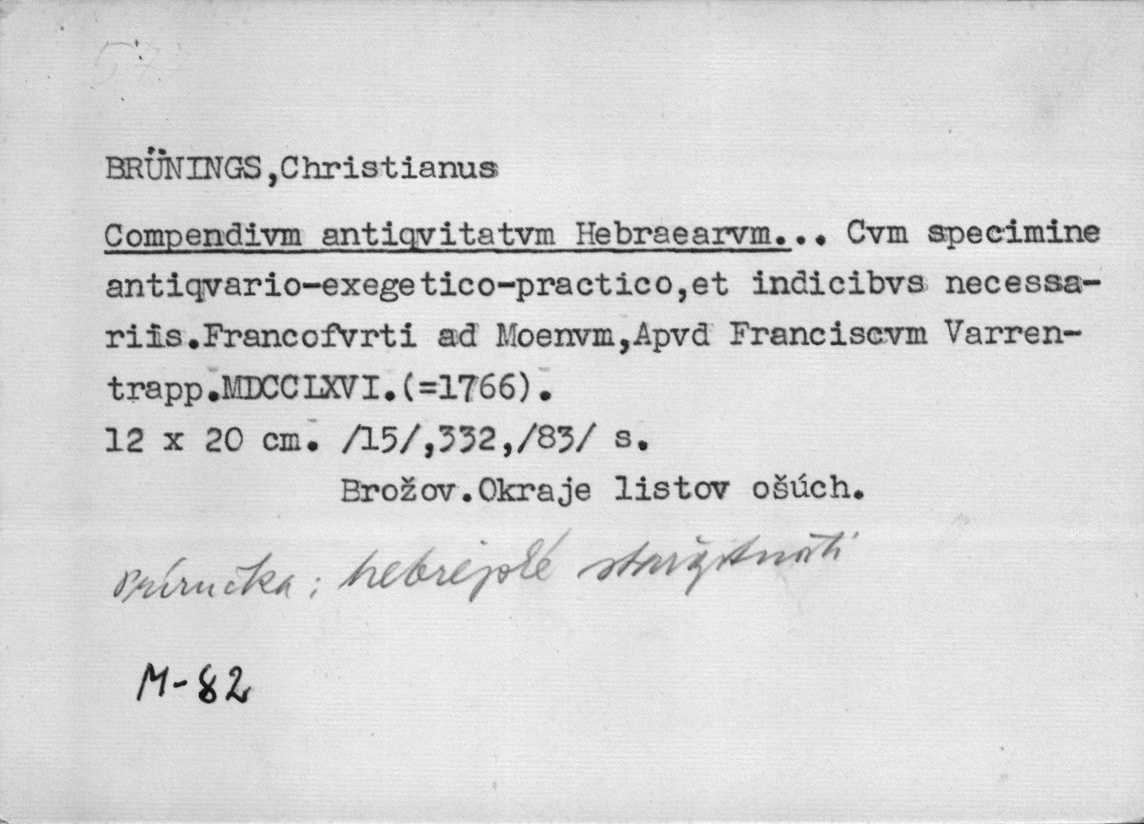 BRÜNINGS,Christianus
Compendivm antiqvitatvm Hebraearvm... Cvm specimine
antiqvario-exegetico-practico,et indicibvs necessa-
riis.Francofvrti ad Moenvm,Apvd Franciscvm Varren-
trapp.MDCCLXVI.(=1766).
12 x 20 cm. /15/,332,/83/ s.
Brožov.Okraje listov ošúch.
Príručka; hebrejské starožitnosti
M-82